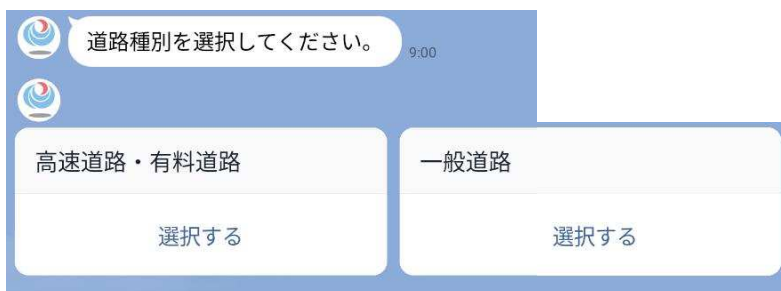 道路種別を選択してください。
9:00
高速道路・有料道路
一般道路
選択する
選択する